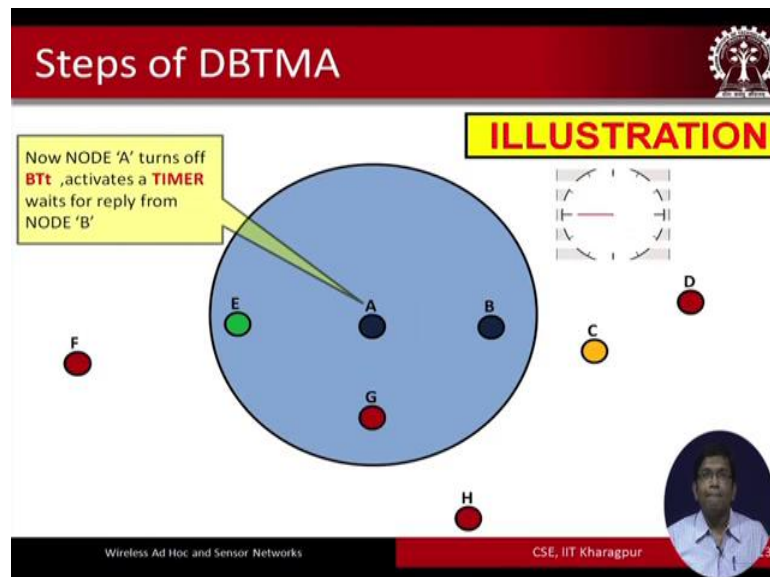 Steps of DBTMA
ILLUSTRATION
Now NODE ‘A’ turns off
BTt ,activates a TIMER
waits for reply from
NODE ‘B’
D
E
A
B
C
F
G
H
Wireless Ad Hoc and Sensor Networks
CSE, IIT Kharagpur